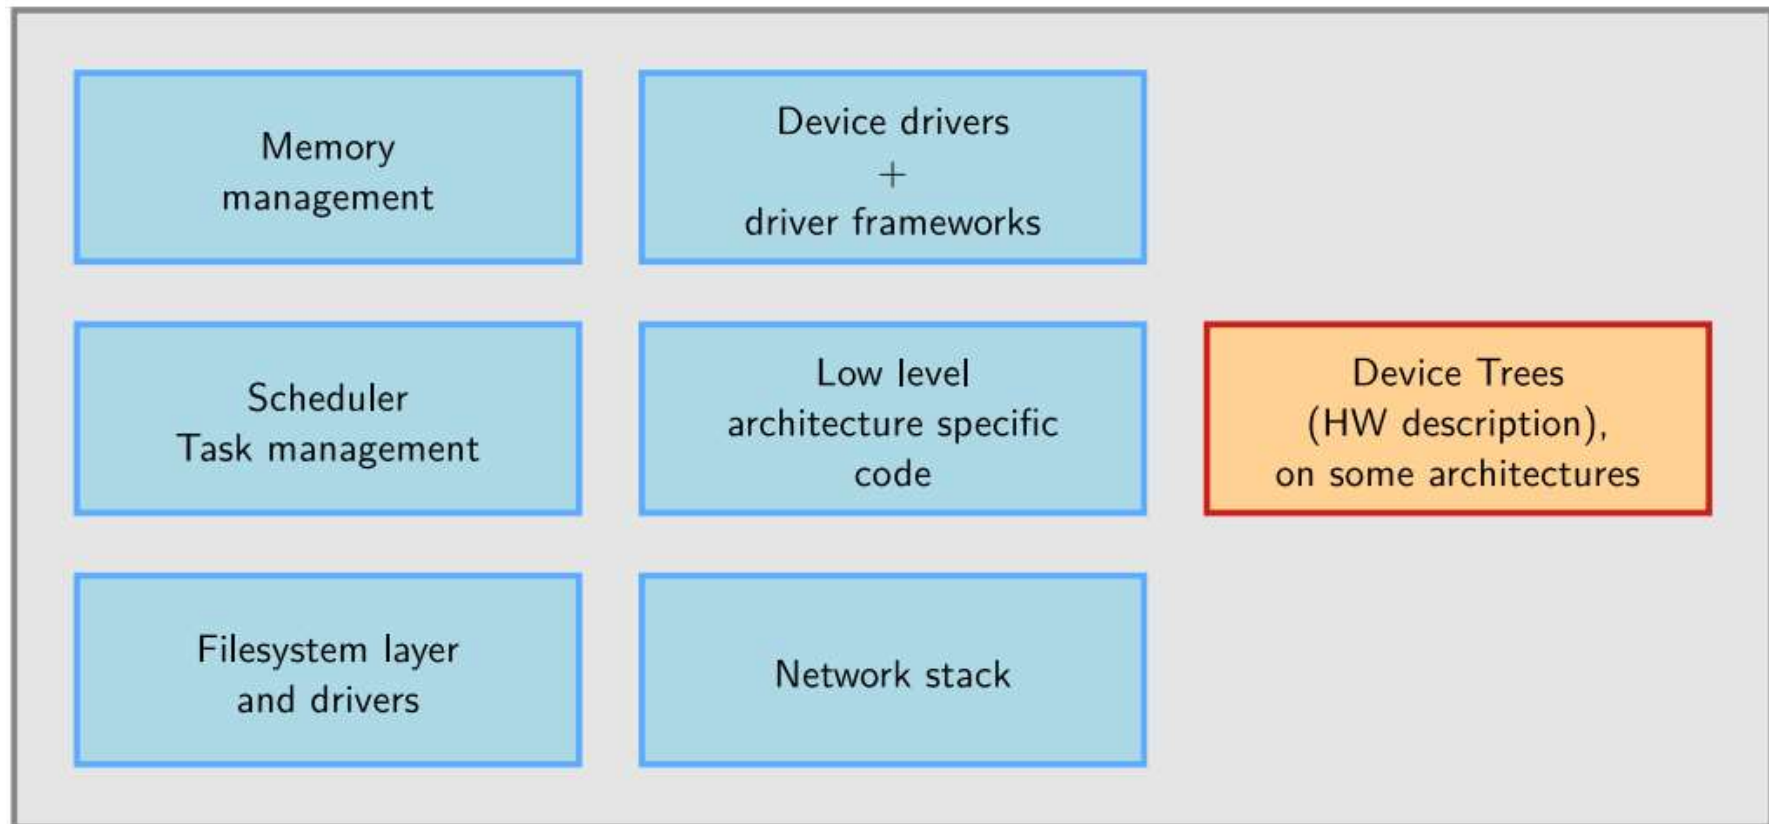 Memory
management
Device drivers
+
driver frameworks
Scheduler
Task management
Low level
architecture specific
code
Device Trees
(HW description),
on some architectures
Filesystem layer
and drivers
Network stack